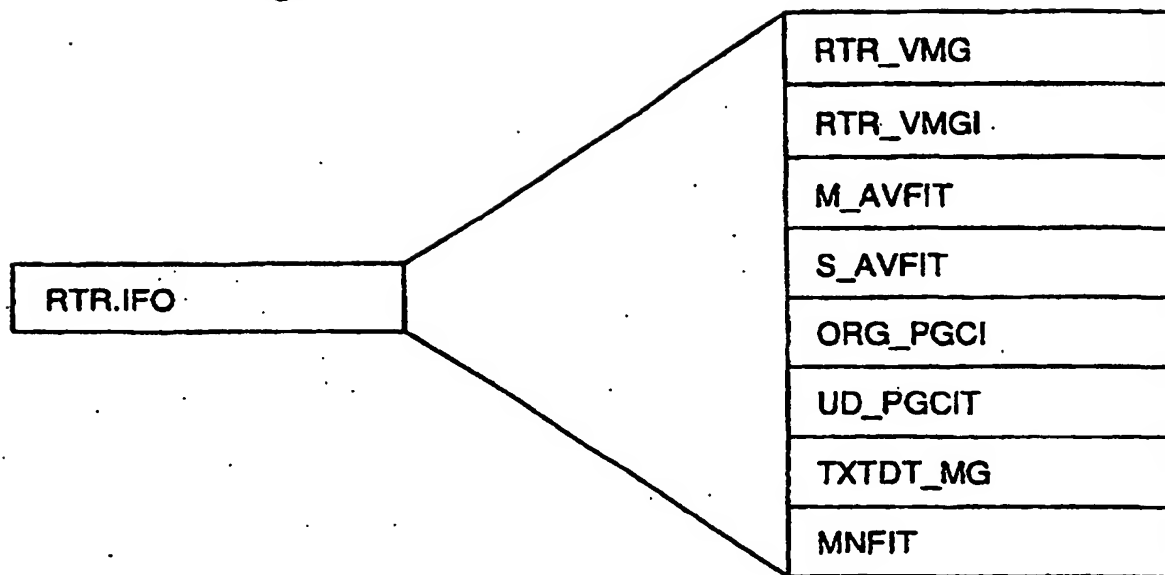 RTR.IFO
RTR_VMG
RTR_VMGI
M_AVFIT
S_AVFIT
ORG_PGCI
UD_PGCIT
TXTDT_MG
MNFIT